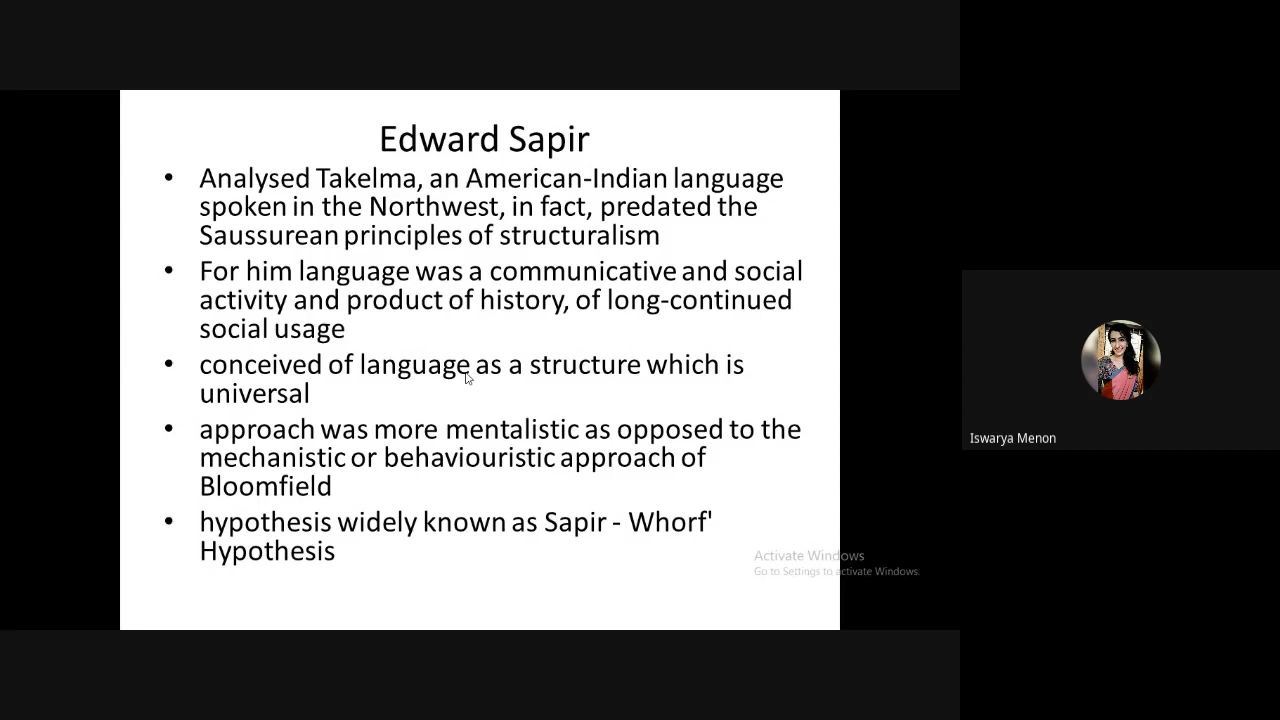 Edward Sapir
• Analysed Takelma, an American-Indian language
spoken in the Northwest, in fact, predated the
Saussurean principles of structuralism
• For him language was a communicative and social
activity and product of history, of long-continued
social usage
• conceived of language as a structure which is
universal
• approach was more mentalistic as opposed to the
mechanistic or behaviouristic approach of
Bloomfield
• hypothesis widely known as Sapir - Whorf'
Hypothesis
Activate Windows
Go to Settings to activate Windows.
Iswarya Menon